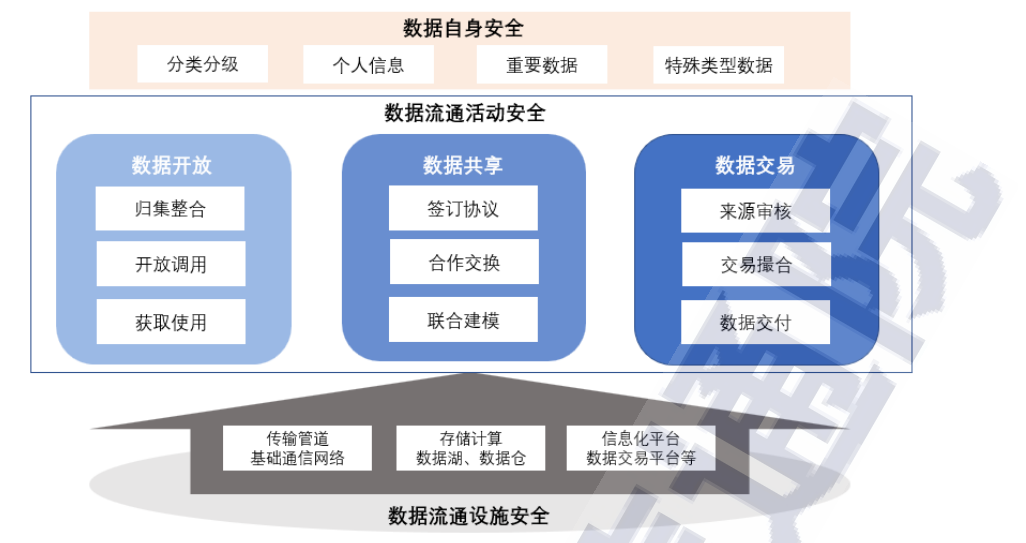 数据自身安全
分类分级
个人信息
重要数据
特殊类型数据
数据流通活动安全
数据开放
归集整合
开放调用
获取使用
数据共享
签订协议
合作交换
联合建模
数据交易
来源审核
交易撮合
数据交付
传输管道
基础通信网络
存储计算
数据湖、数据仓
信息化平台
数据交易平台等
数据流通设施安全